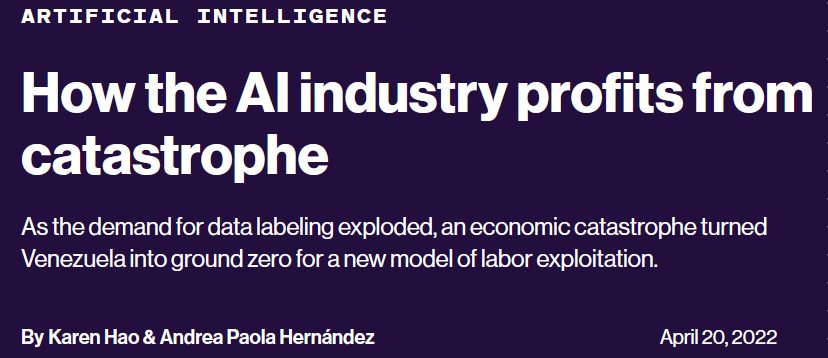 ARTIFICIAL INTELLIGENCE
How the AI industry profits from
catastrophe
As the demand for data labeling exploded, an economic catastrophe turned
Venezuela into ground zero for a new model of labor exploitation.
By Karen Hao & Andrea Paola Hernández
April 20, 2022